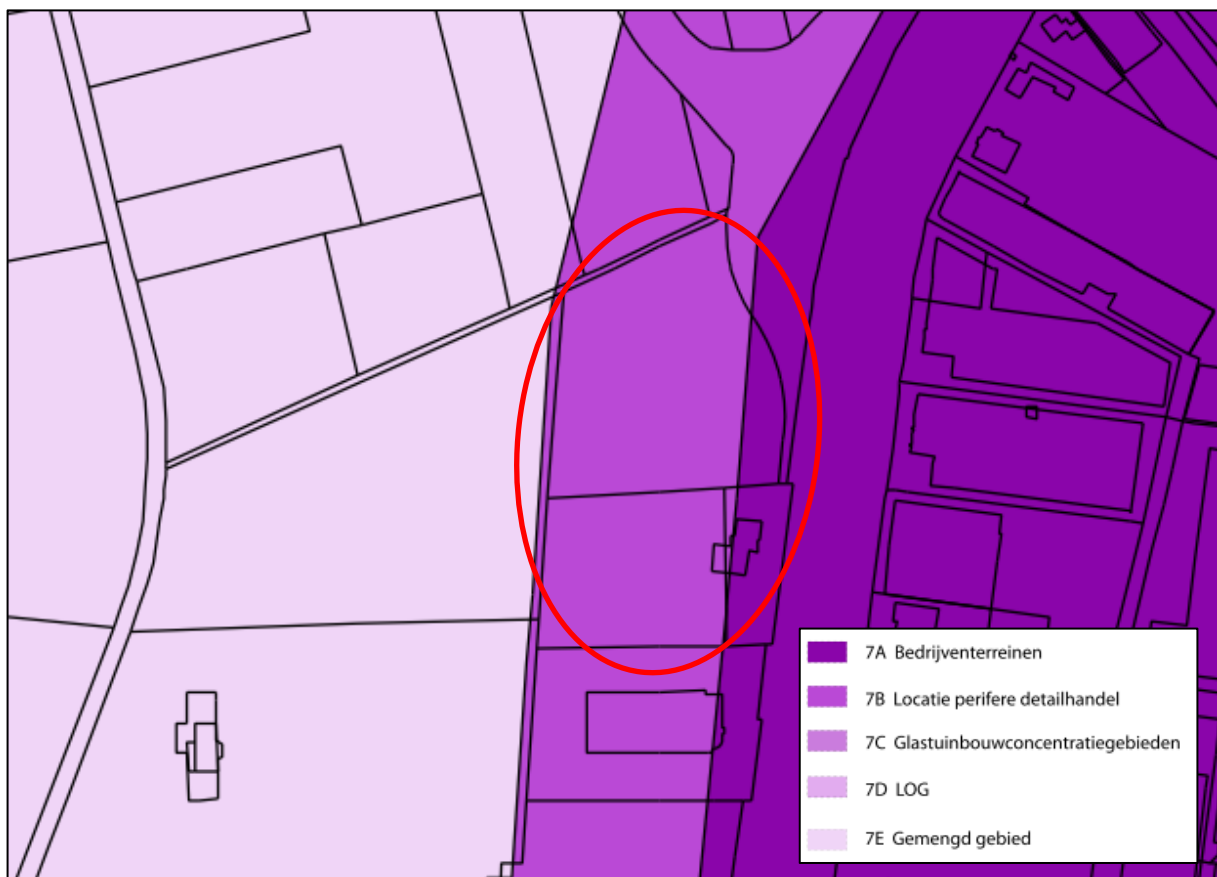 7A Bedrijventerreinen
7B Locatie perifere detailhandel
7C Glastuinbouwconcentratiegebieden
7D LOG
7E Gemengd gebied